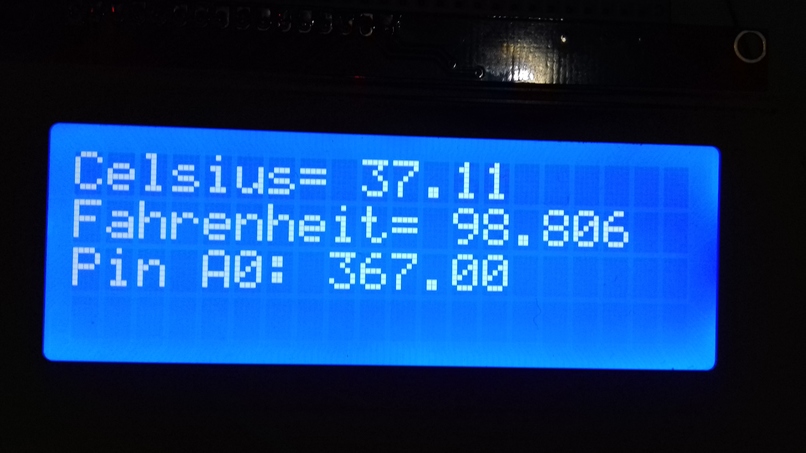 Celsius= 37.11
Fahrenheit= 98.806
Pin A0: 367.00